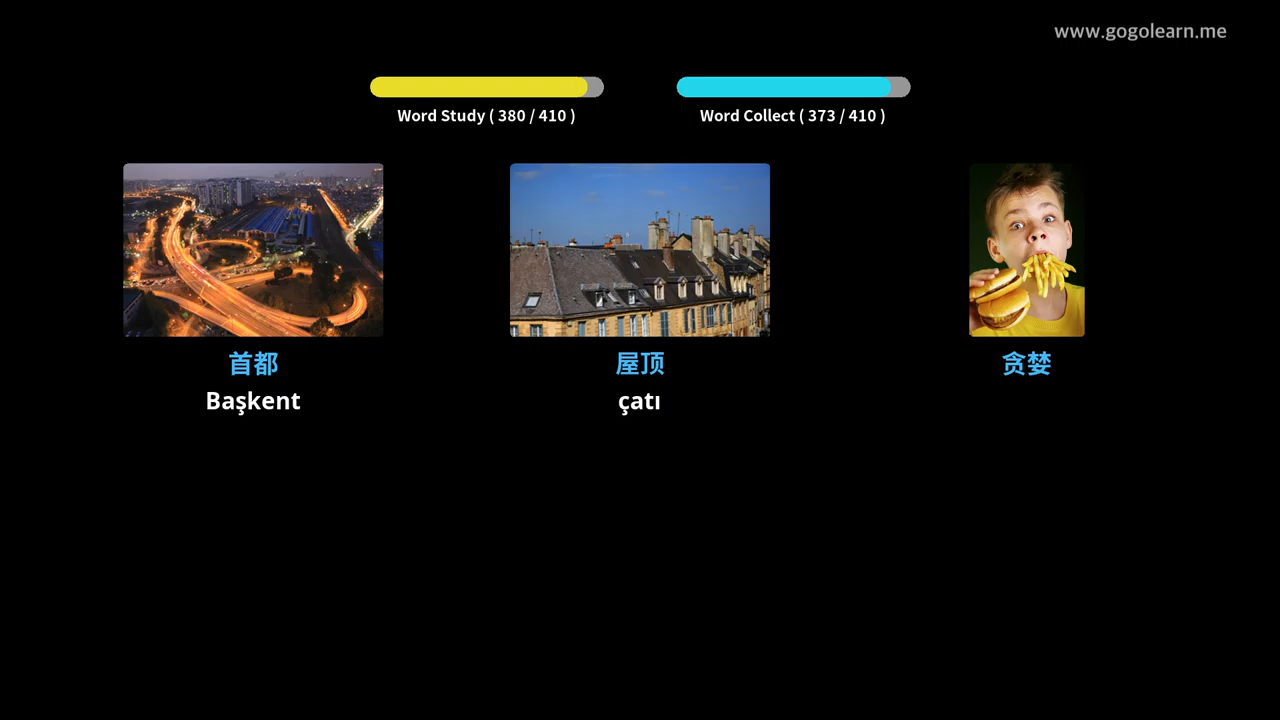 www.gogolearn.me
Word Study ( 380 / 410 )
Word Collect ( 373 / 410 )
首都
屋顶
贪婪
Başkent
çatı